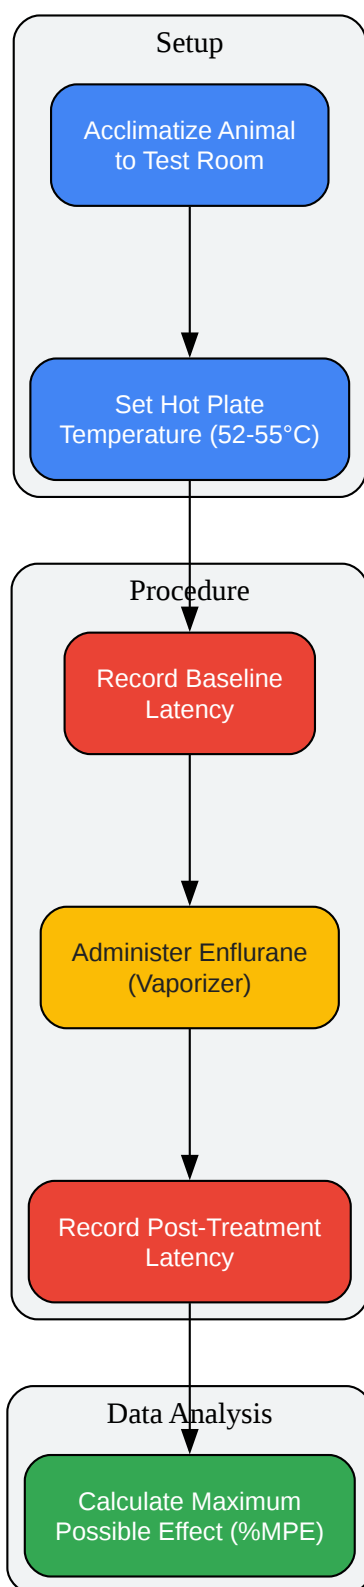 Setup
Acclimatize Animal
to Test Room
Set Hot Plate
Temperature (52-55°C)
Procedure
Record Baseline
Latency
Administer Enflurane
(Vaporizer)
Record Post-Treatment
Latency
Data Analysis
Calculate Maximum
Possible Effect (%MPE)